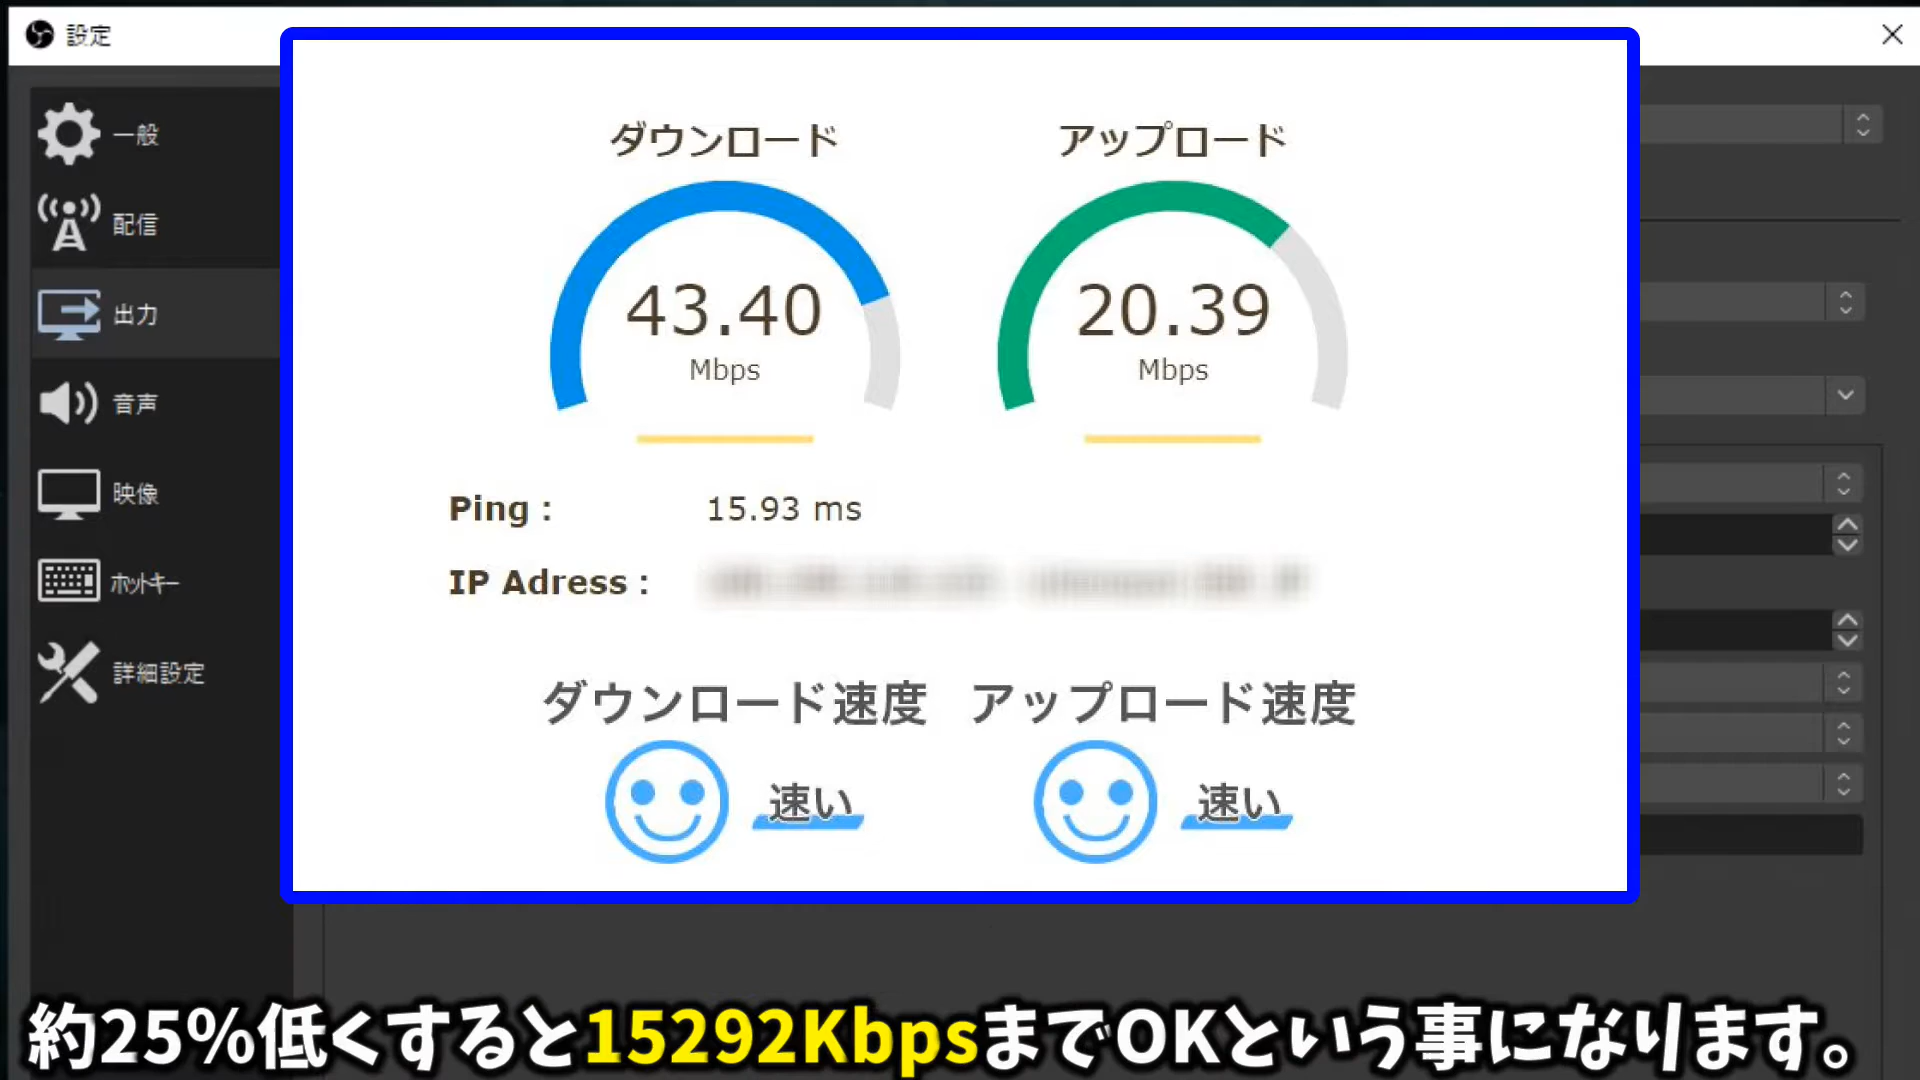 設定
一般
配信
出力
音声
映像
ホットキー
詳細設定
ダウンロード アップロード
43.40 20.39
Mbps Mbps
Ping : 15.93 ms
IP Adress :
ダウンロード速度 アップロード速度
速い 速い
約25%低くすると15292KbpsまでOKという事になります。